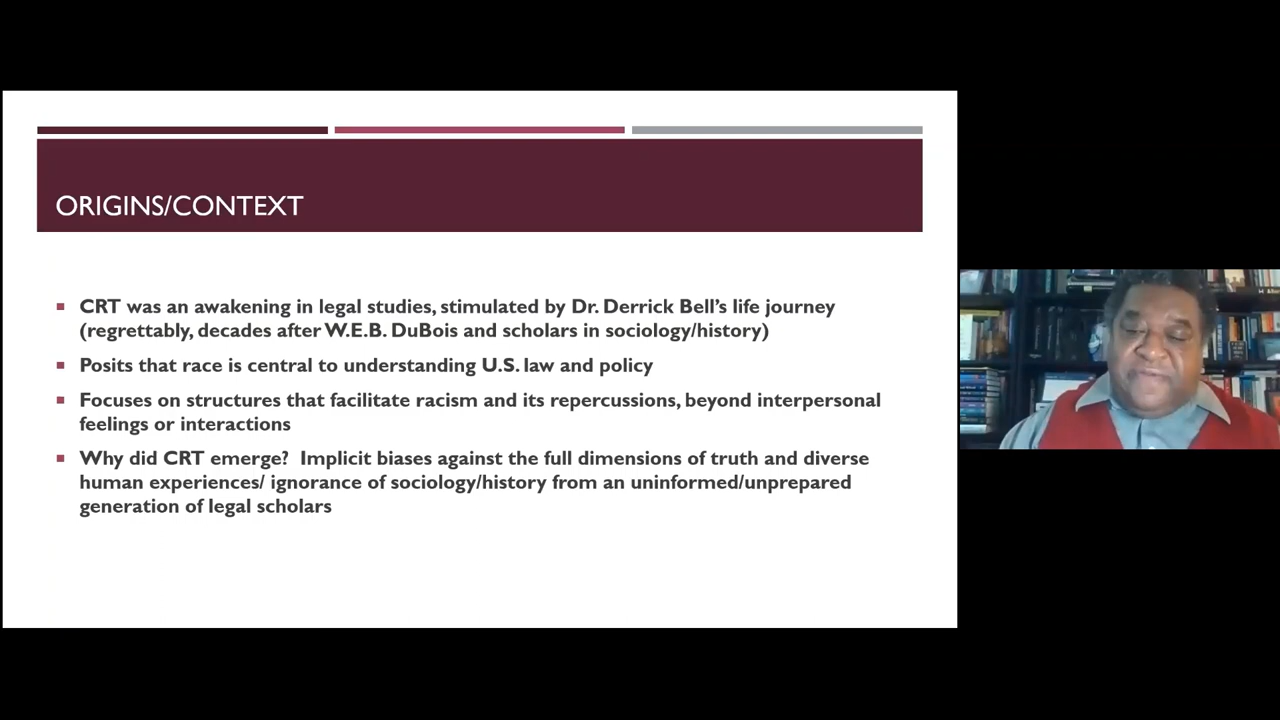 ORIGINS/CONTEXT
CRT was an awakening in legal studies, stimulated by Dr. Derrick Bell's life journey
(regrettably, decades after W.E.B. DuBois and scholars in sociology/history)
Posits that race is central to understanding U.S. law and policy
Focuses on structures that facilitate racism and its repercussions, beyond interpersonal
feelings or interactions
Why did CRT emerge?  Implicit biases against the full dimensions of truth and diverse
human experiences/ ignorance of sociology/history from an uninformed/unprepared
generation of legal scholars